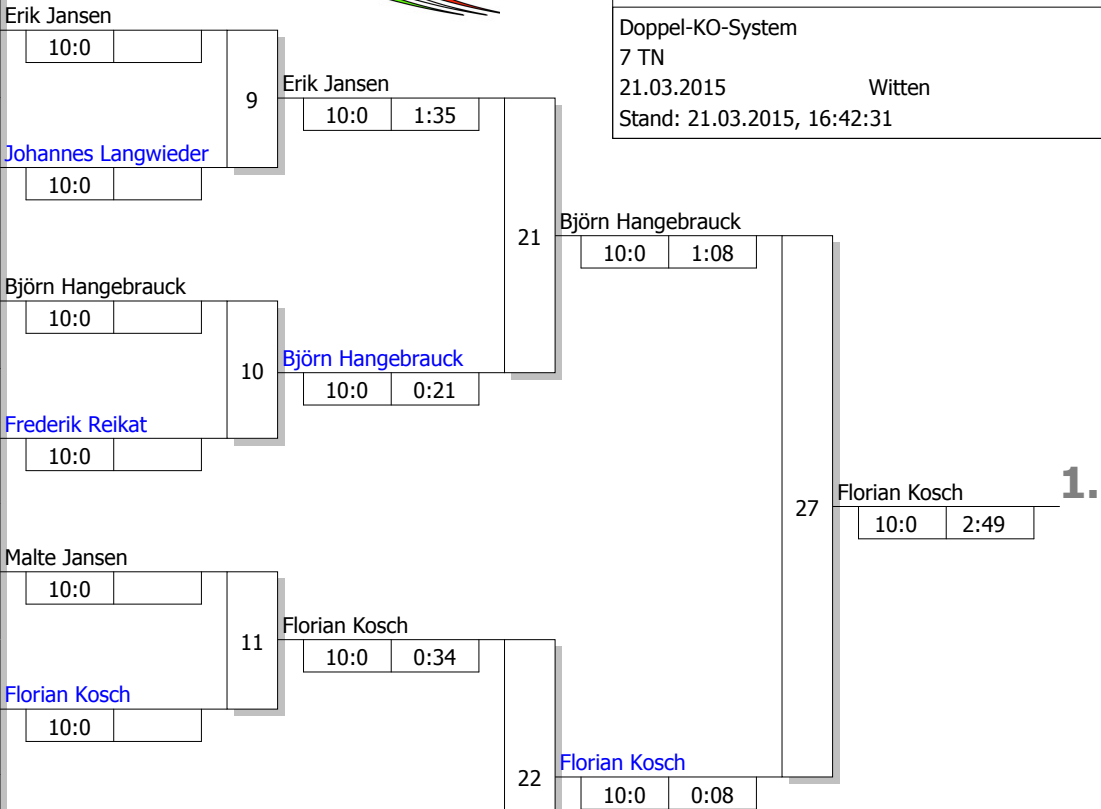 Erik Jansen
10:0
9
Johannes Langwieder
10:0
Erik Jansen
10:0 1:35
Doppel-KO-System
7 TN
21.03.2015 Witten
Stand: 21.03.2015, 16:42:31
Björn Hangebrauck
10:0
10
Frederik Reikat
10:0
Björn Hangebrauck
10:0 0:21
21
Björn Hangebrauck
10:0 1:08
Malte Jansen
10:0
11
Florian Kosch
10:0
Florian Kosch
10:0 0:34
22
Florian Kosch
10:0 0:08
27
Florian Kosch
10:0 2:49
1.